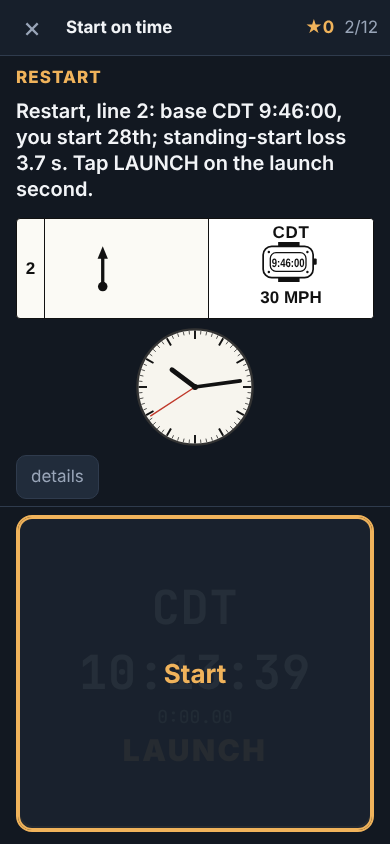 ×
Start on time
★0 2/12
RESTART
Restart, line 2: base CDT 9:46:00,
you start 28th; standing-start loss
3.7 s. Tap LAUNCH on the launch
second.
2
CDT
9:46:00
30 MPH
details
CDT
10:13:39
Start
0:00.00
LAUNCH